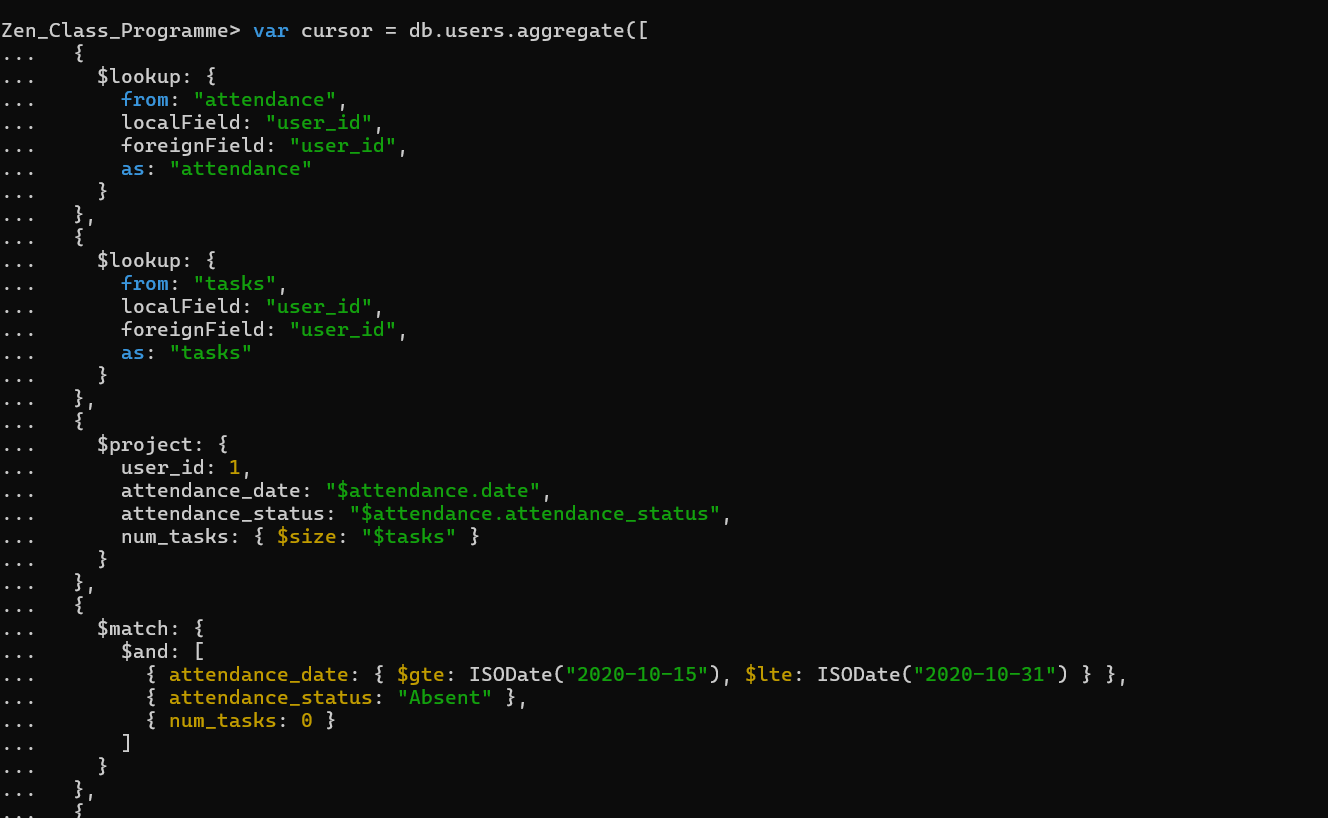 Zen_Class_Programme> var cursor = db.users.aggregate([
...   {
...     $lookup: {
...       from: "attendance",
...       localField: "user_id",
...       foreignField: "user_id",
...       as: "attendance"
...     }
...   },
...   {
...     $lookup: {
...       from: "tasks",
...       localField: "user_id",
...       foreignField: "user_id",
...       as: "tasks"
...     }
...   },
...   {
...     $project: {
...       user_id: 1,
...       attendance_date: "$attendance.date",
...       attendance_status: "$attendance.attendance_status",
...       num_tasks: { $size: "$tasks" }
...     }
...   },
...   {
...     $match: {
...       $and: [
...         { attendance_date: { $gte: ISODate("2020-10-15"), $lte: ISODate("2020-10-31") } },
...         { attendance_status: "Absent" },
...         { num_tasks: 0 }
...       ]
...     }
...   },
...   {